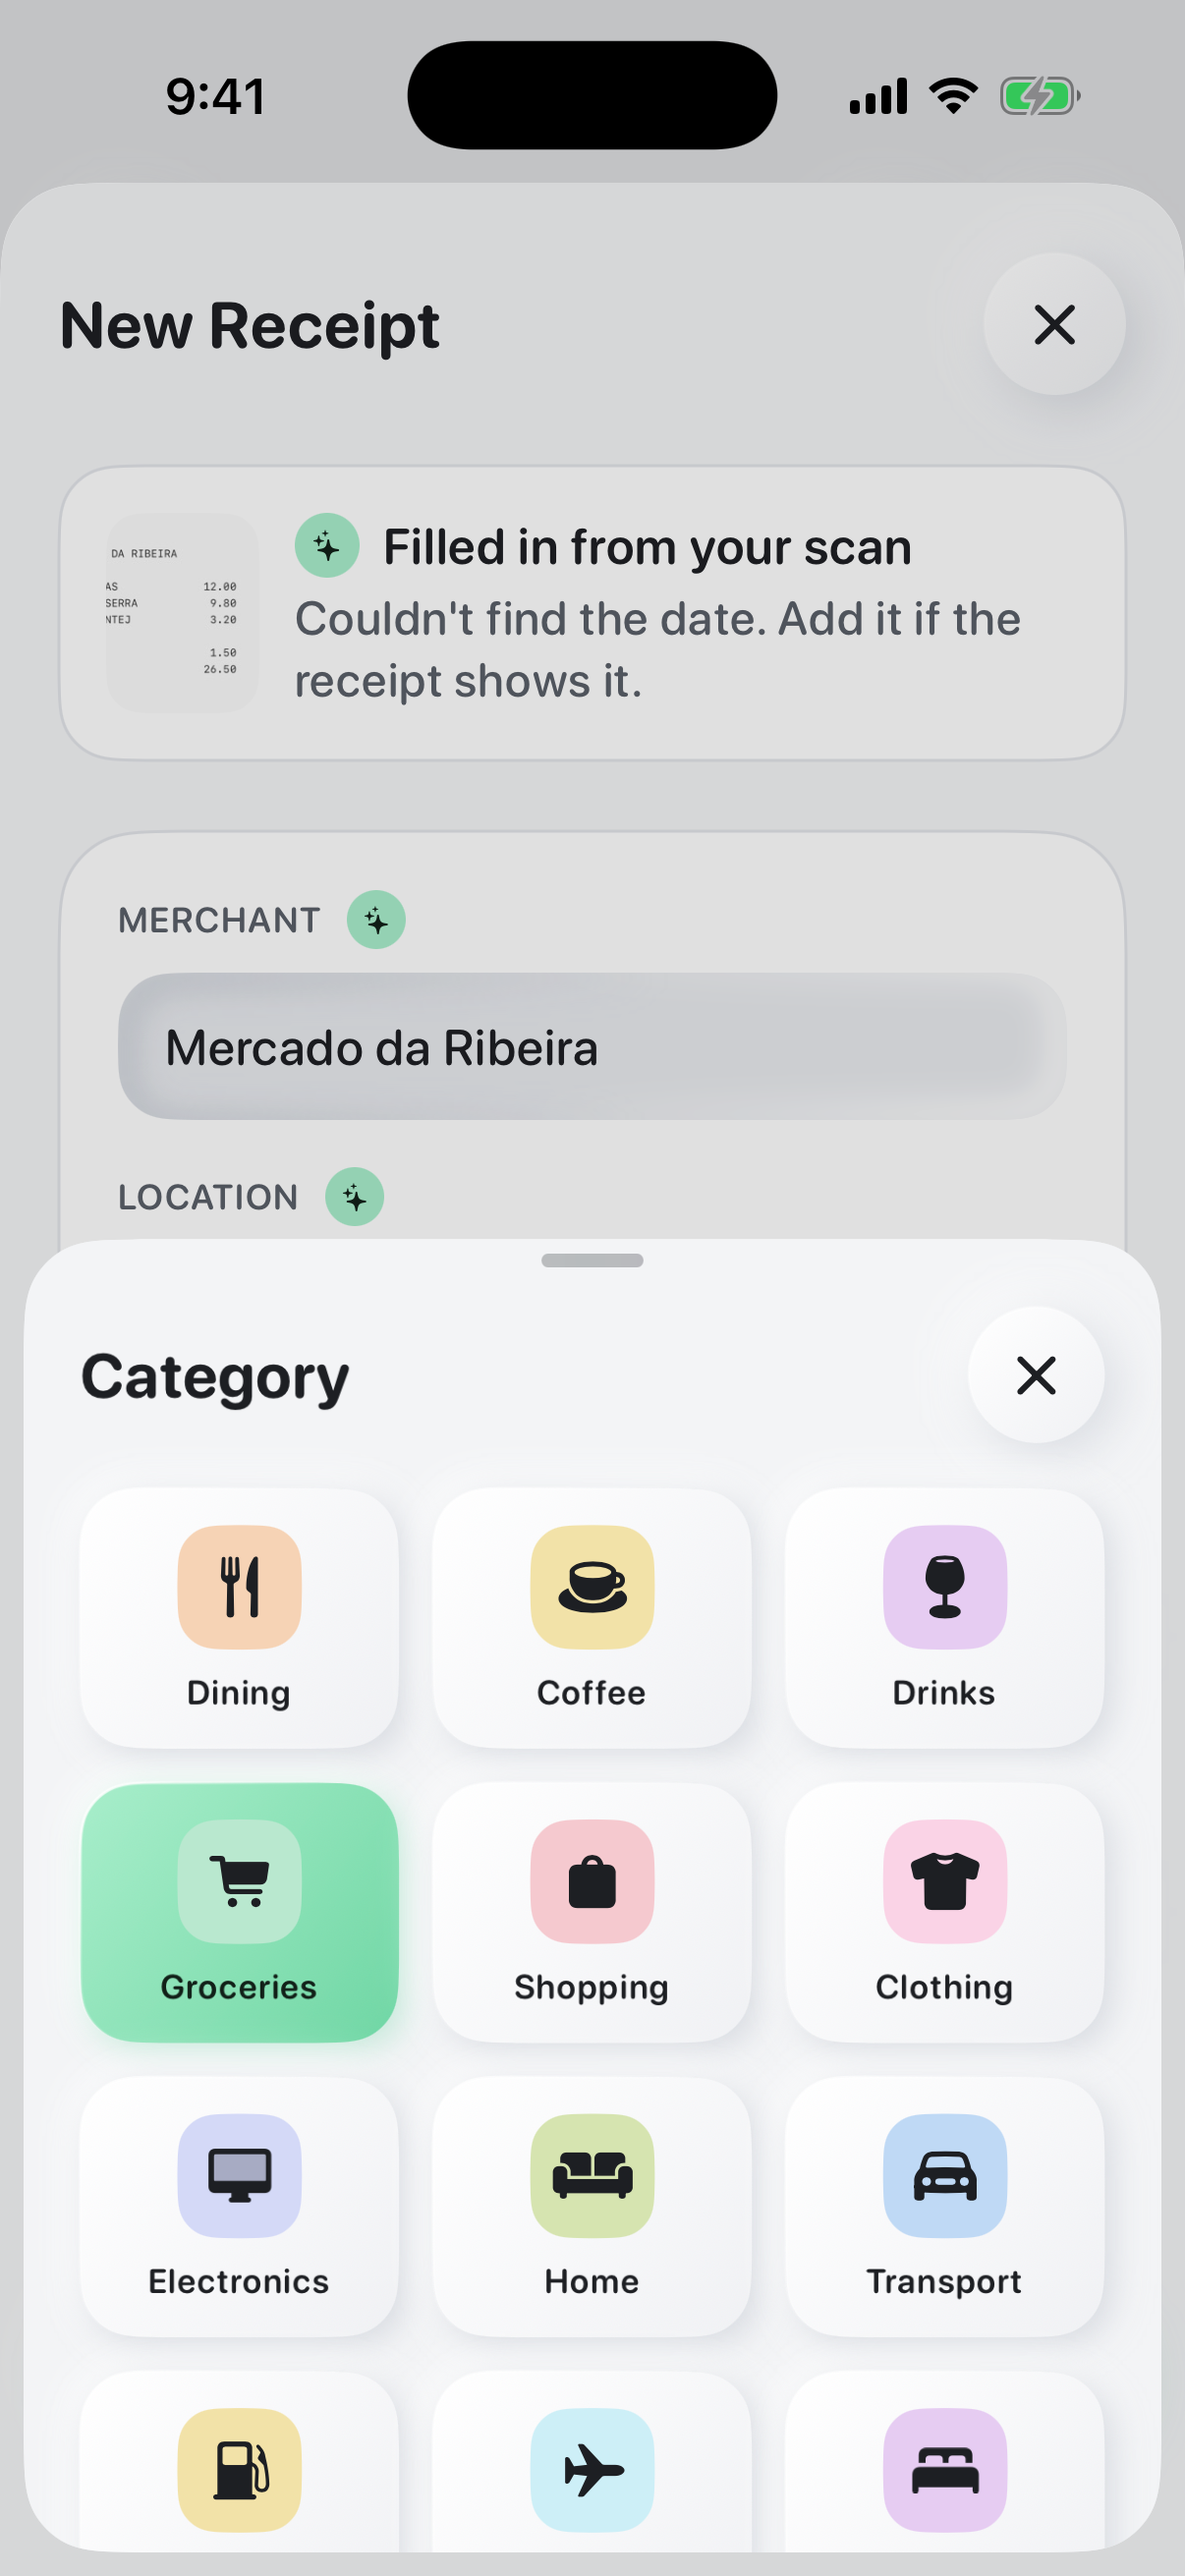 9:41
New Receipt
Filled in from your scan
Couldn't find the date. Add it if the
receipt shows it.
DA RIBEIRA
AS 12.00
SERRA 9.80
NTEJ 3.20
1.50
26.50
MERCHANT
Mercado da Ribeira
LOCATION
Category
Dining
Coffee
Drinks
Groceries
Shopping
Clothing
Electronics
Home
Transport